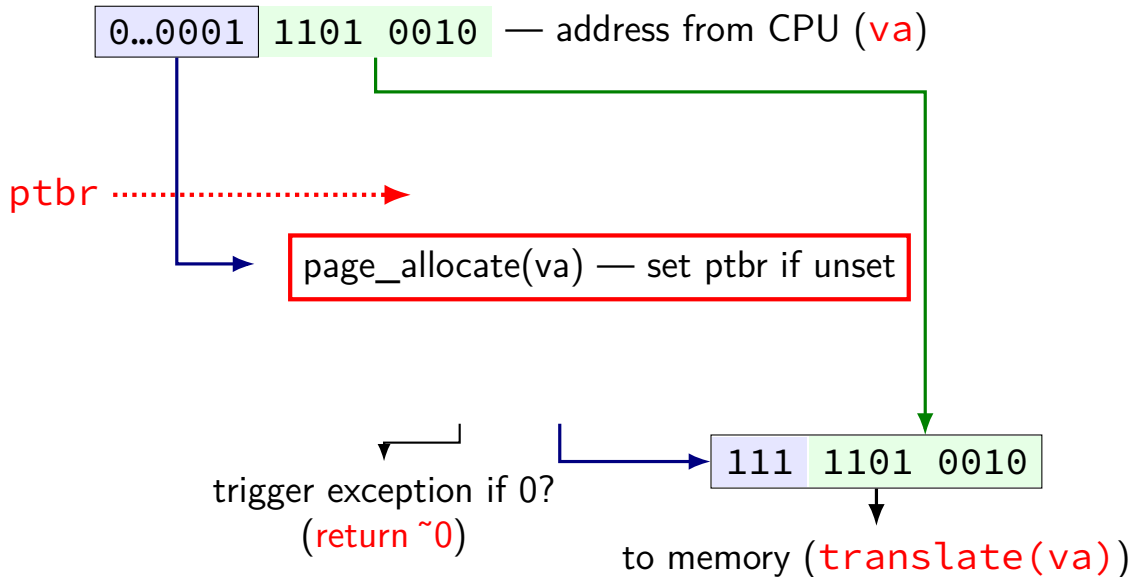 0…0001 1101 0010 — address from CPU (va)
ptbr
page_allocate(va) — set ptbr if unset
trigger exception if 0?
(return ~0)
111 1101 0010
to memory (translate(va))